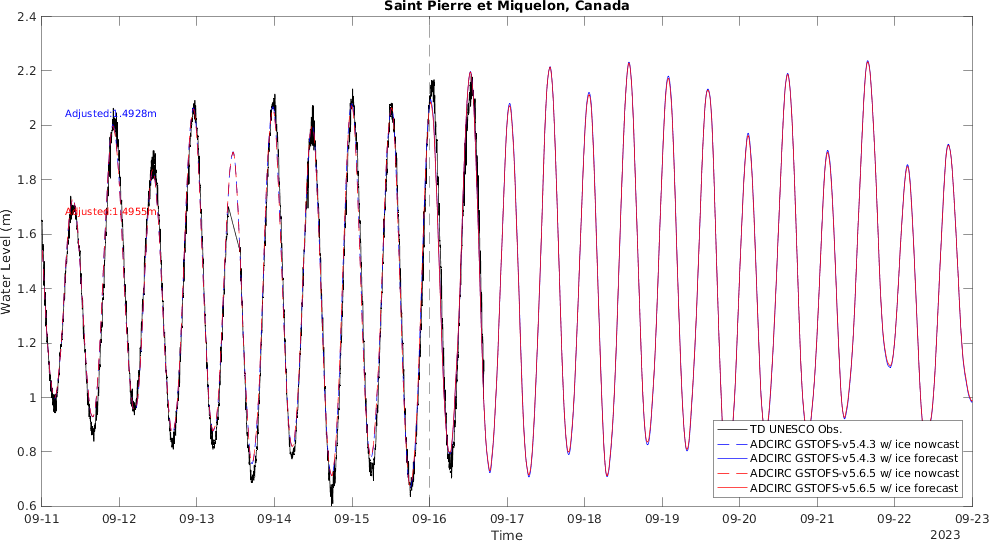 Saint Pierre et Miquelon, Canada
2.4
2.2
2
1.8
1.6
1.4
1.2
1
0.8
0.6
Water Level (m)
Adjusted:1.4928m
Adjusted:1.4955m
TD UNESCO Obs.
ADCIRC GSTOFS-v5.4.3 w/ ice nowcast
ADCIRC GSTOFS-v5.4.3 w/ ice forecast
ADCIRC GSTOFS-v5.6.5 w/ ice nowcast
ADCIRC GSTOFS-v5.6.5 w/ ice forecast
09-11 09-12 09-13 09-14 09-15 09-16 09-17 09-18 09-19 09-20 09-21 09-22 09-23
Time
2023